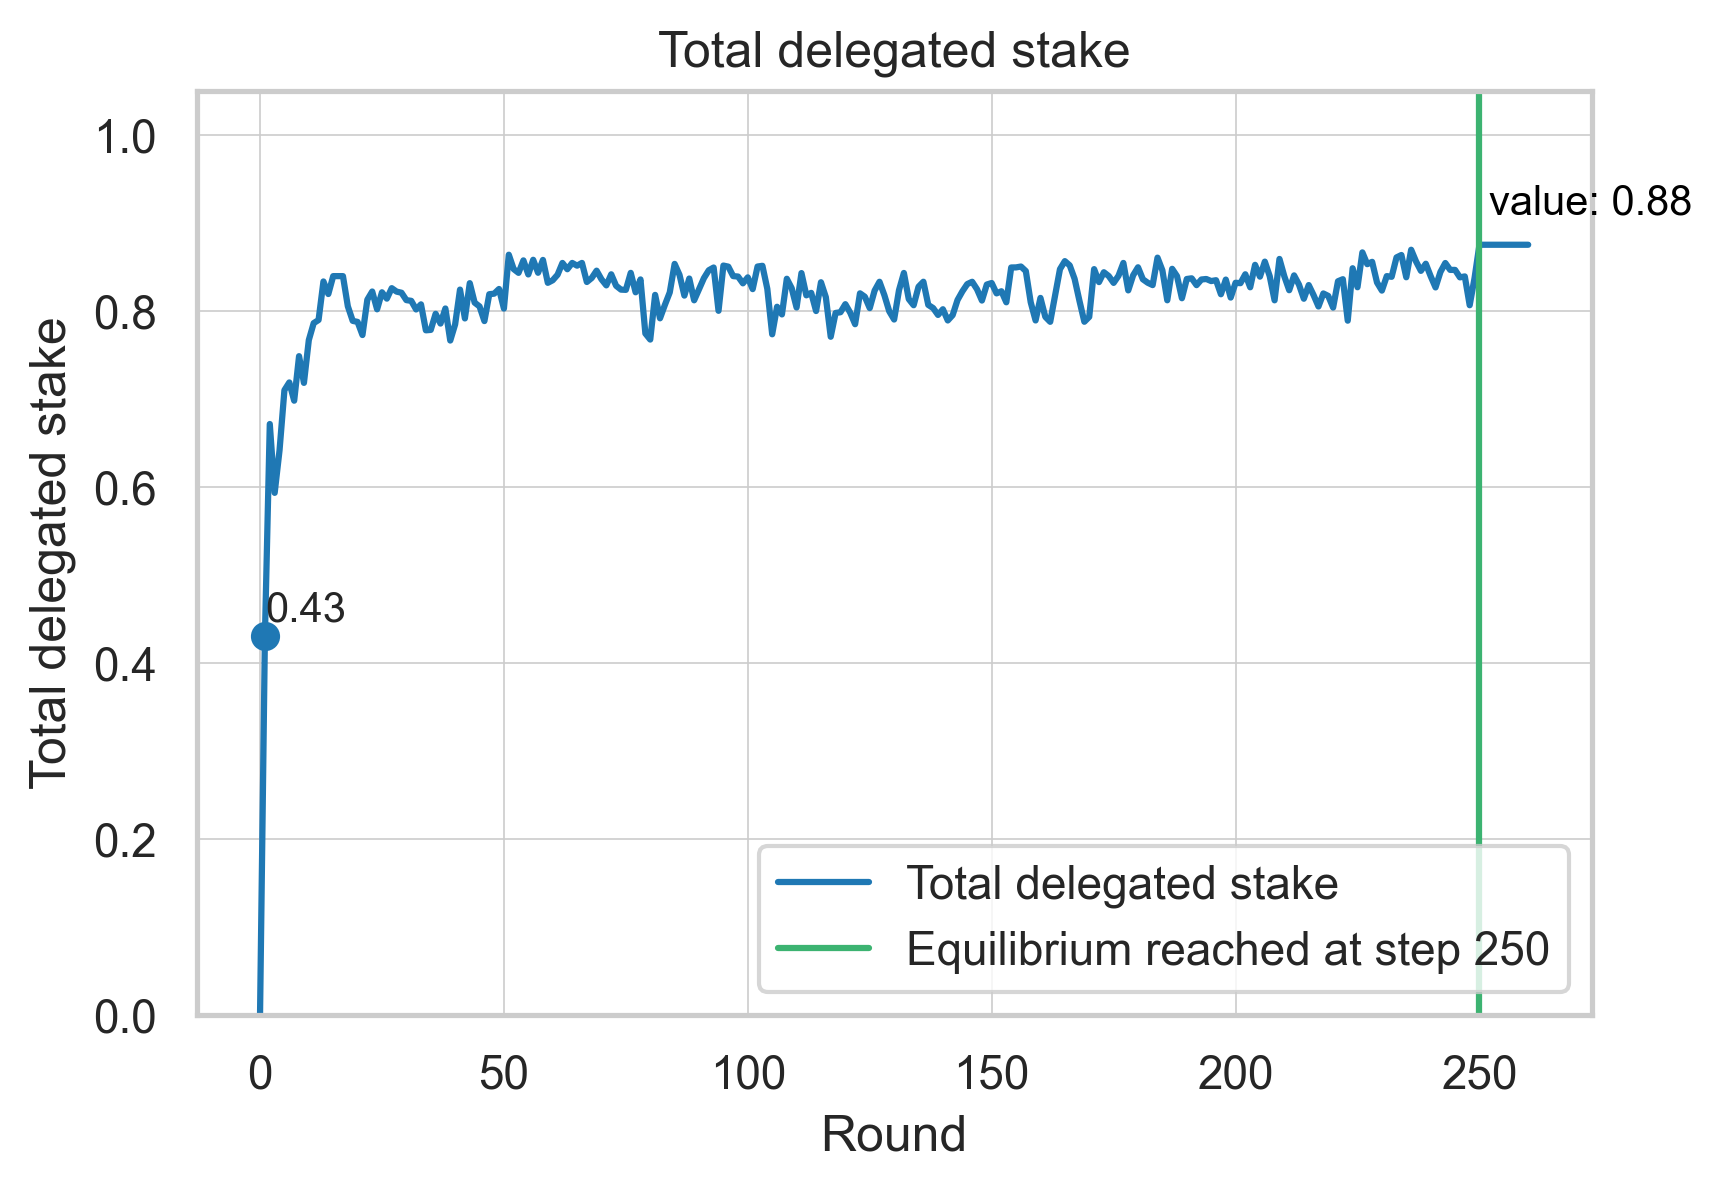 Total delegated stake
Total delegated stake
1.0
0.8
0.6
0.4
0.2
0.0
value: 0.88
0.43
Total delegated stake
Equilibrium reached at step 250
0 50 100 150 200 250
Round